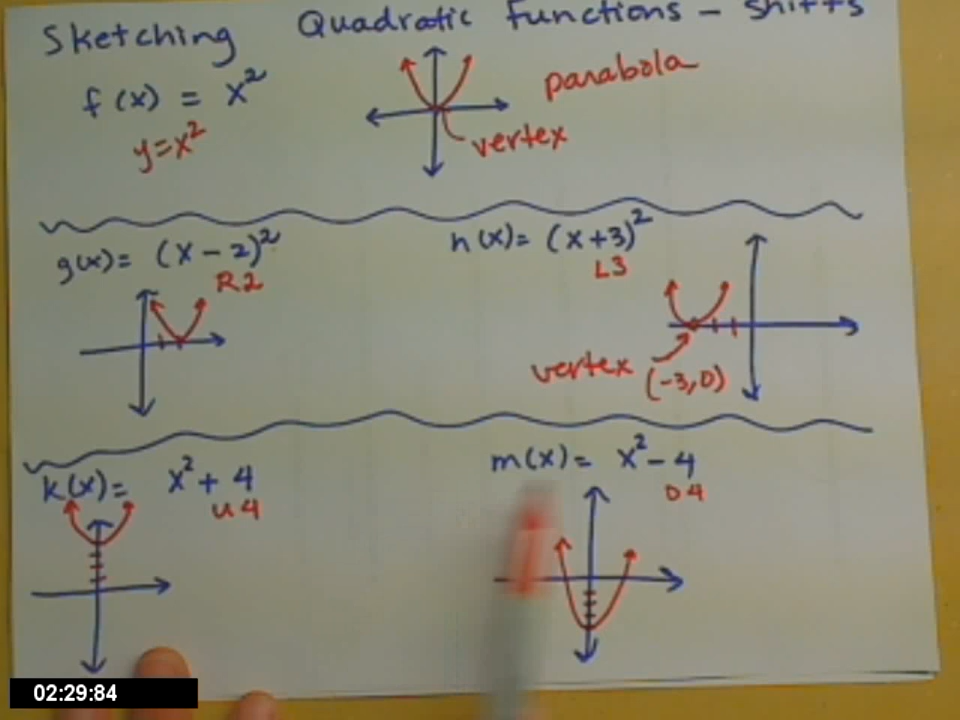 Sketching Quadratic Functions - Shifts
f(x) = x²
parabola
y=x²
vertex
g(x)= (x-2)²
R2
h(x)= (x+3)²
L3
vertex (-3,0)
k(x)= x²+4
U4
m(x)= x²-4
D4
02:29:84